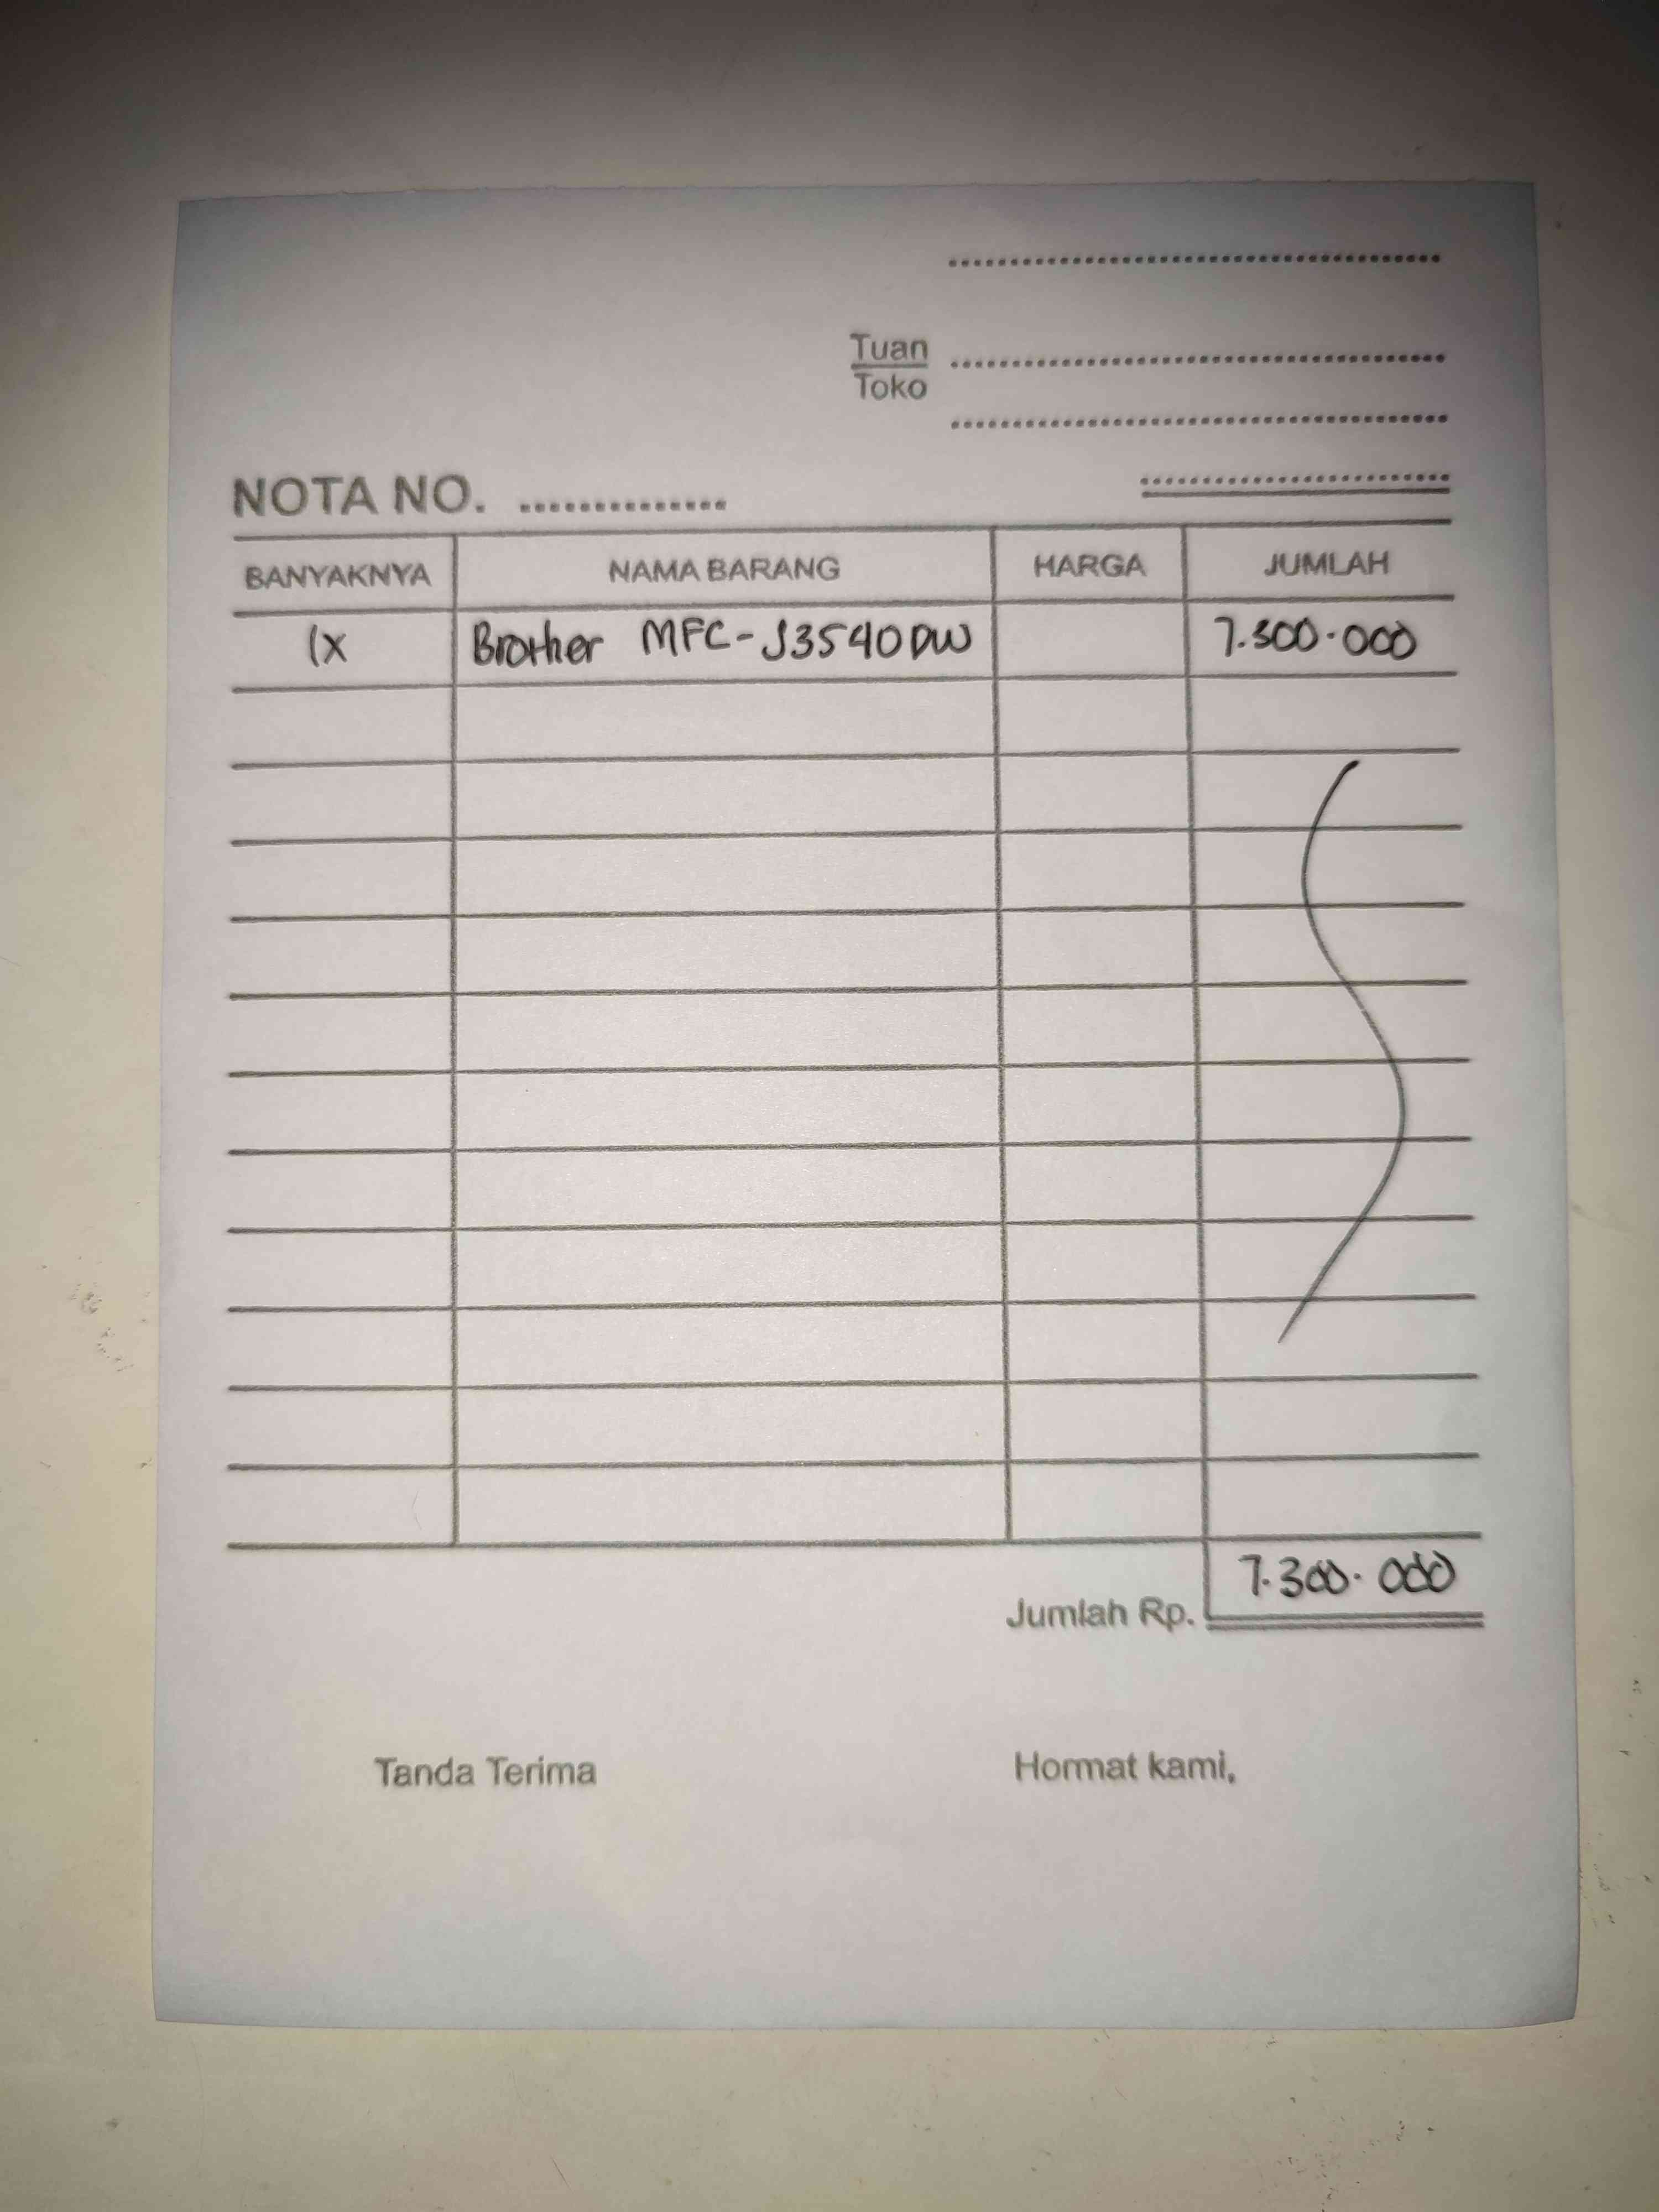 Tuan
Toko
NOTA NO.
BANYAKNYA NAMA BARANG HARGA JUMLAH
1x Brother MFC-J3540DW 7.300.000
Jumlah Rp. 7.300.000
Tanda Terima Hormat kami,